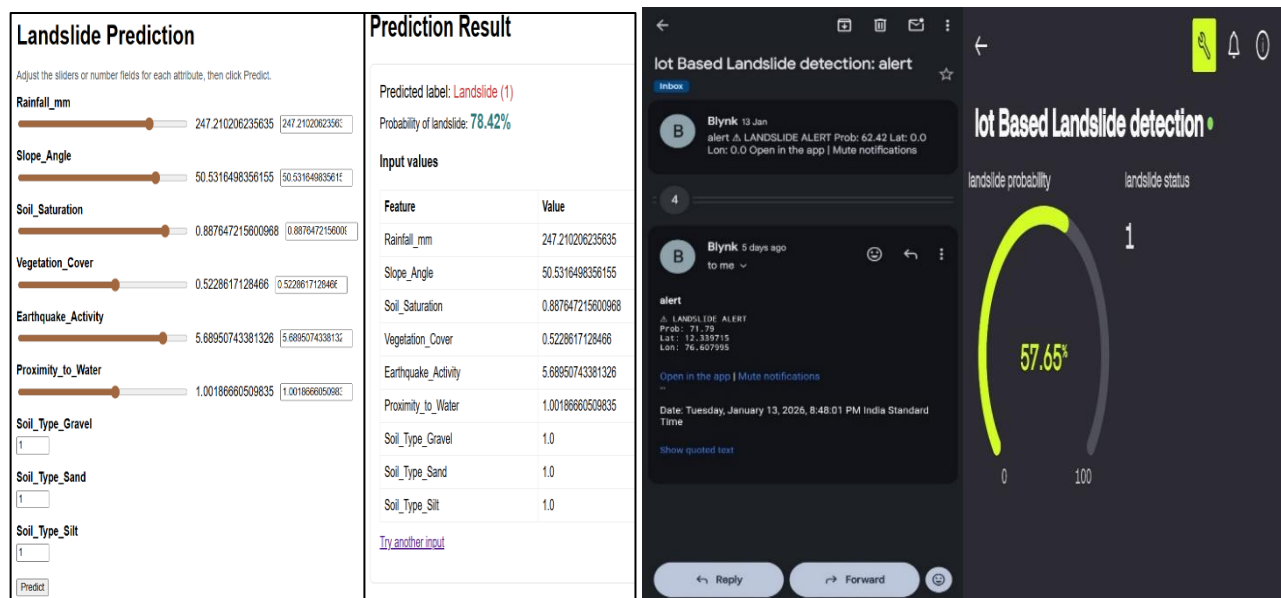 Landslide Prediction
Adjust the sliders or number fields for each attribute, then click Predict.
Rainfall_mm
247.210206235635
Slope_Angle
50.5316498356155
Soil_Saturation
0.887647215600968
Vegetation_Cover
0.5228617128466 0.5228617128466
Earthquake_Activity
5.68950743381326
Proximity_to_Water
1.00186660509835
Soil_Type_Gravel
1
Soil_Type_Sand
1
Soil_Type_Silt
1
Predict
Prediction Result
Predicted label: Landslide (1)
Probability of landslide: 78.42%
Input values
Feature Value
Rainfall_mm 247.210206235635
Slope_Angle 50.5316498356155
Soil_Saturation 0.887647215600968
Vegetation_Cover 0.5228617128466
Earthquake_Activity 5.68950743381326
Proximity_to_Water 1.00186660509835
Soil_Type_Gravel 1.0
Soil_Type_Sand 1.0
Soil_Type_Silt 1.0
Try another input
Iot Based Landslide detection: alert
Inbox
B
Blynk 13 Jan
alert ⚠ LANDSLIDE ALERT Prob: 62.42 Lat: 0.0
Lon: 0.0 Open in the app | Mute notifications
4
B
Blynk 5 days ago
to me
alert
⚠ LANDSLIDE ALERT
Prob: 71.79
Lat: 12.339715
Lon: 76.607995
Open in the app | Mute notifications
--
Date: Tuesday, January 13, 2026, 8:48:01 PM India Standard
Time
Show quoted text
Reply Forward
Iot Based Landslide detection
landslide probability landslide status
1
57.65%
0 100